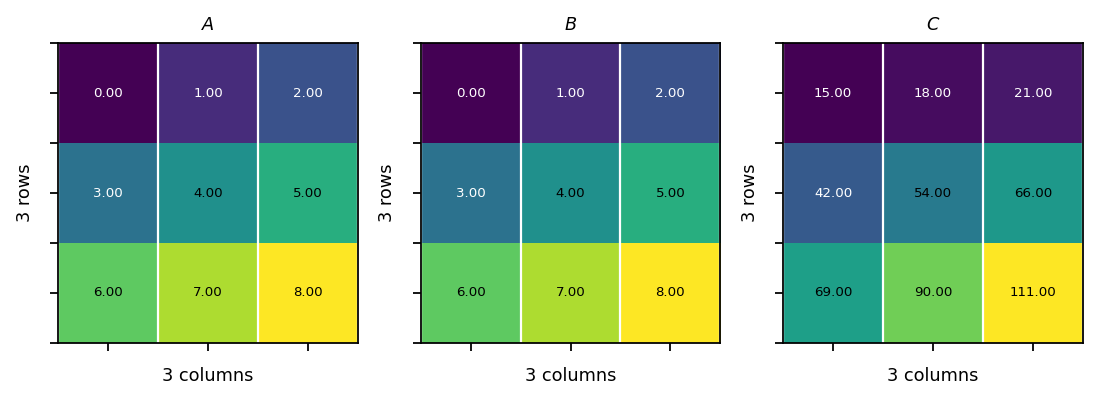 A B C
0.00 1.00 2.00 0.00 1.00 2.00 15.00 18.00 21.00
3 rows 3.00 4.00 5.00 3 rows 3.00 4.00 5.00 3 rows 42.00 54.00 66.00
6.00 7.00 8.00 6.00 7.00 8.00 69.00 90.00 111.00
3 columns 3 columns 3 columns